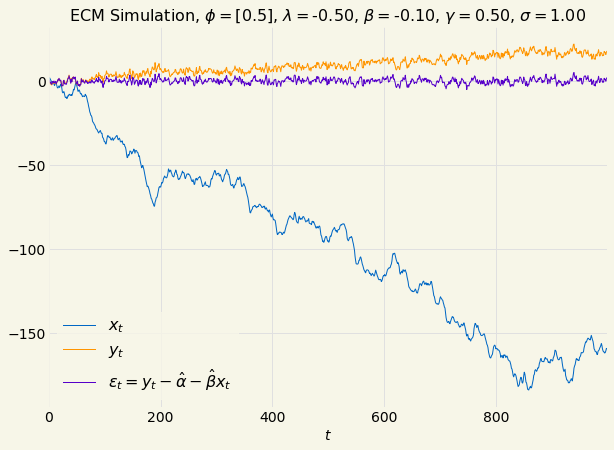 ECM Simulation, ϕ = [0.5], λ = -0.50, β = -0.10, γ = 0.50, σ = 1.00
0
−50
−100
−150
x_t
y_t
ε_t = y_t − α̂ − β̂x_t
0 200 400 600 800
t